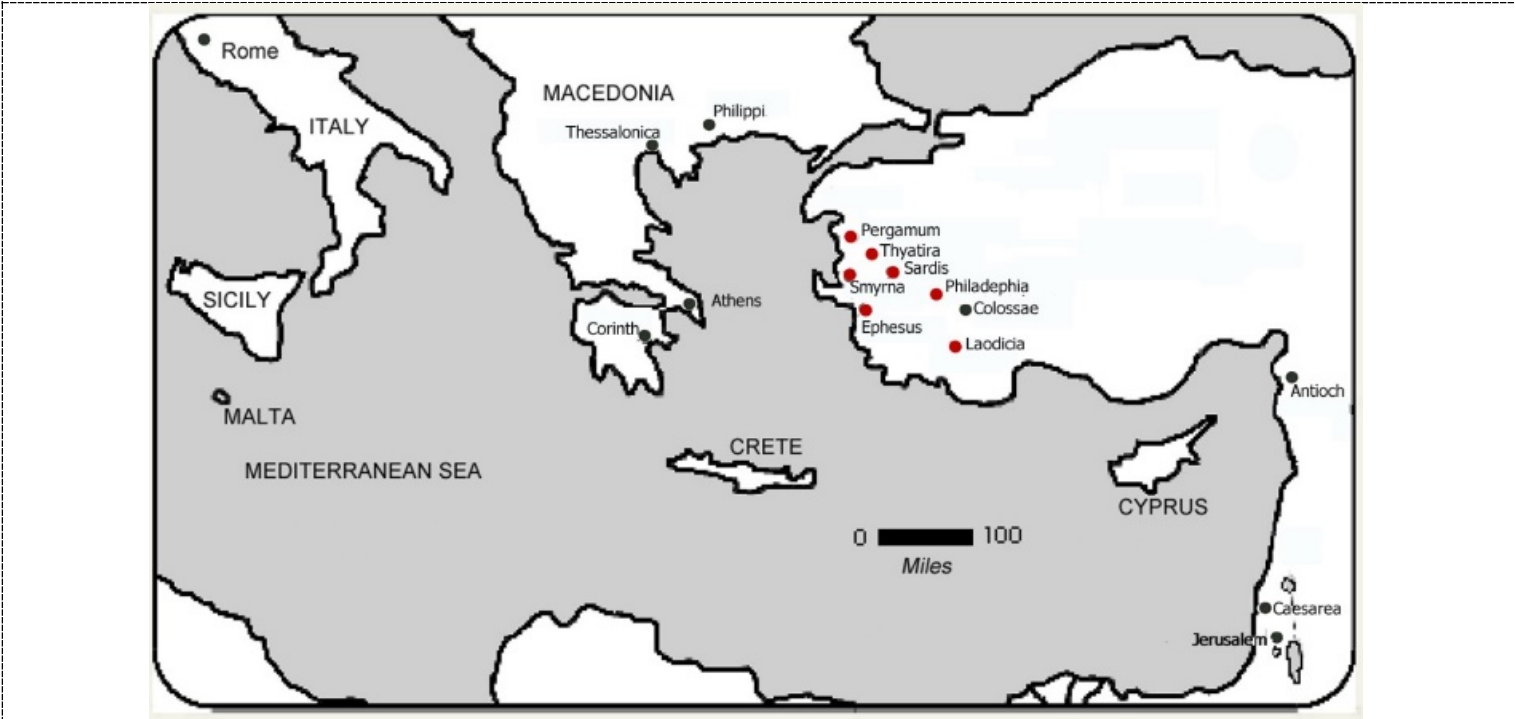 Rome
MACEDONIA
Philippi
ITALY
Thessalonica
Pergamum
Thyatira
Sardis
Smyrna
Philadephia
SICILY
Athens
Colossae
Corinth
Ephesus
Laodicia
Antioch
MALTA
CRETE
MEDITERRANEAN SEA
CYPRUS
0 100
Miles
Caesarea
Jerusalem